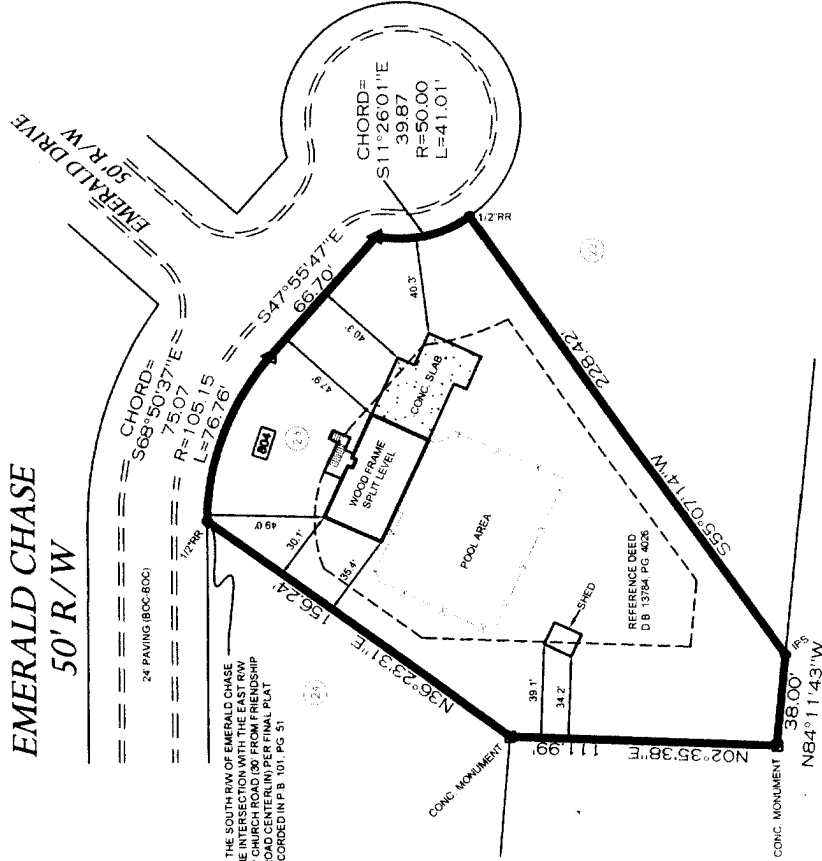 EMERALD CHASE
50' R/W
EMERALD DRIVE
50' R/W
24' PAVING (BOC-BOC)
CHORD=
S68°50'37"E
75.07
R=105.15
L=76.76'
S47°55'47"E
66.70'
CHORD=
S11°26'01"E
39.87
R=50.00
L=41.01'
1/2"RR
1/2"RR
THE SOUTH R/W OF EMERALD CHASE
IE INTERSECTION WITH THE EAST R/W
CHURCH ROAD (30' FROM FRIENDSHIP
OAD CENTERLIN) PER FINAL PLAT
CORDED IN P.B. 101, PG. 51
804
23
22
24
49.0'
47.9'
40.3'
40.3'
30.1'
35.4'
WOOD FRAME
SPLIT LEVEL
CONC. SLAB
POOL AREA
SHED
39.1'
34.2'
REFERENCE DEED
D.B. 13784, PG. 4026
156.24'
N36°23'31"E
228.42'
S55°07'14"W
CONC. MONUMENT
N02°35'38"E
IPS
38.00'
N84°11'43"W
CONC. MONUMENT